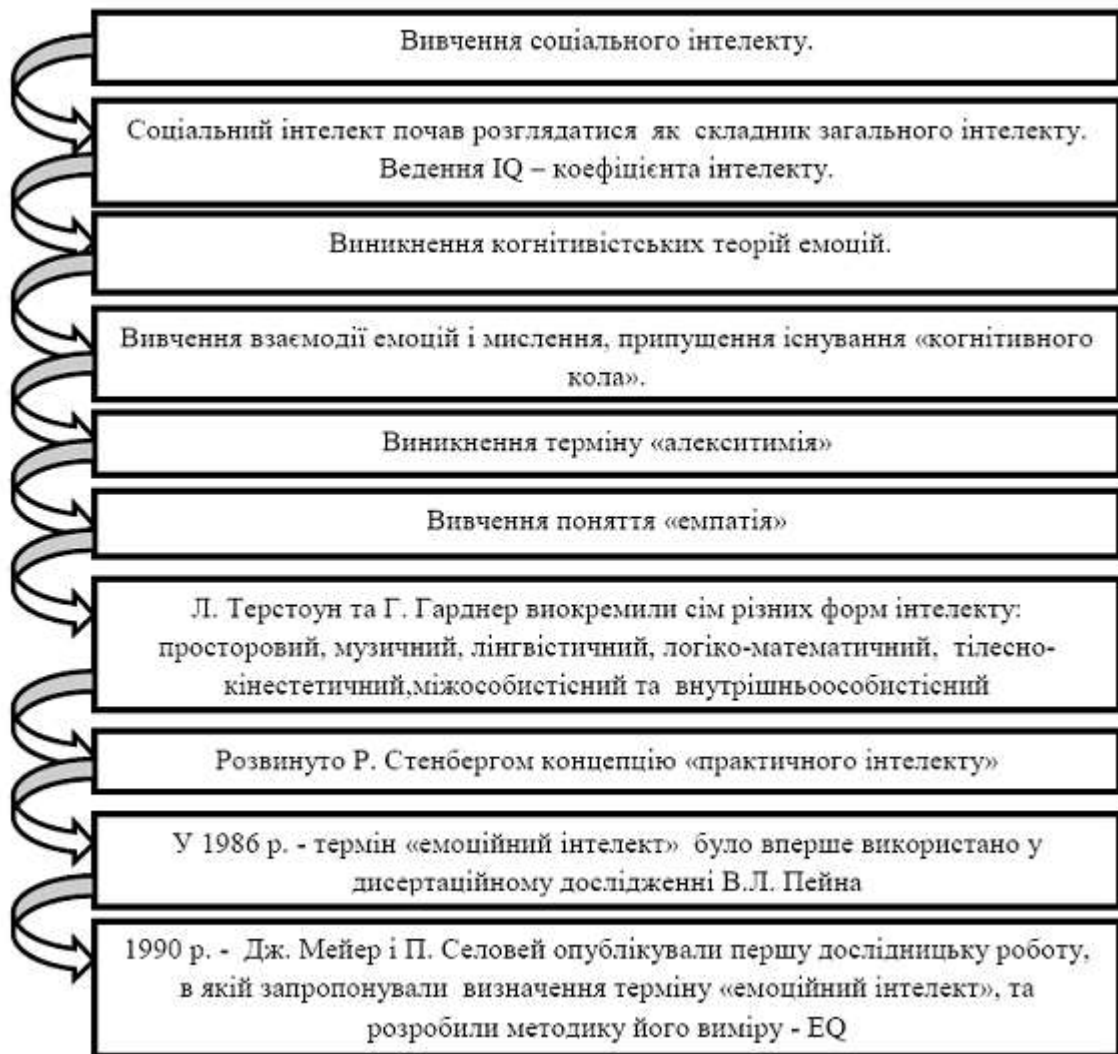 Вивчення соціального інтелекту.
Соціальний інтелект почав розглядатися як складник загального інтелекту.
Ведення IQ – коефіцієнта інтелекту.
Виникнення когнітивістських теорій емоцій.
Вивчення взаємодії емоцій і мислення, припущення існування «когнітивного
кола».
Виникнення терміну «алекситимія»
Вивчення поняття «емпатія»
Л. Терстоун та Г. Гарднер виокремили сім різних форм інтелекту:
просторовий, музичний, лінгвістичний, логіко-математичний, тілесно-
кінестетичний,міжособистісний та внутрішньоособистісний
Розвинуто Р. Стенбергом концепцію «практичного інтелекту»
У 1986 р. - термін «емоційний інтелект» було вперше використано у
дисертаційному дослідженні В.Л. Пейна
1990 р. - Дж. Мейер і П. Селовей опублікували першу дослідницьку роботу,
в якій запропонували визначення терміну «емоційний інтелект», та
розробили методику його виміру - EQ